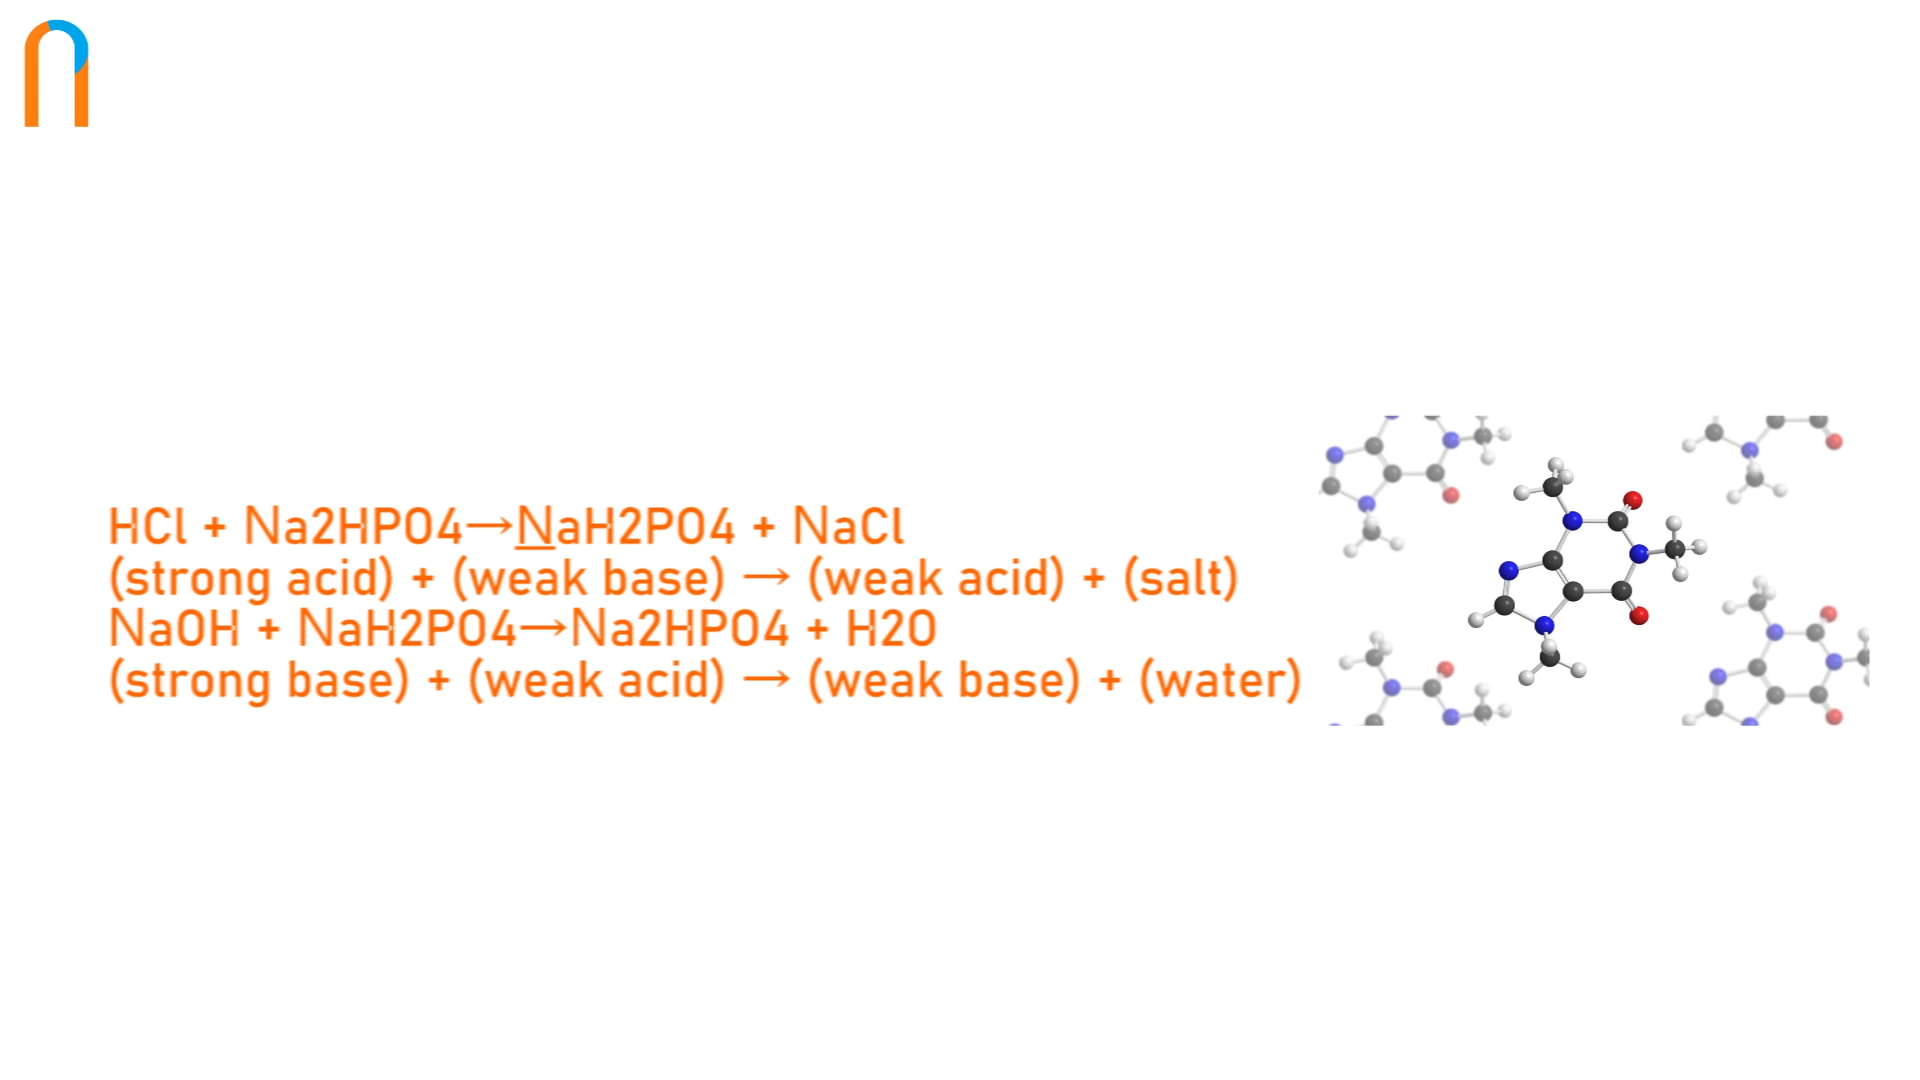 HCl + Na2HPO4→NaH2PO4 + NaCl
(strong acid) + (weak base) → (weak acid) + (salt)
NaOH + NaH2PO4→Na2HPO4 + H2O
(strong base) + (weak acid) → (weak base) + (water)